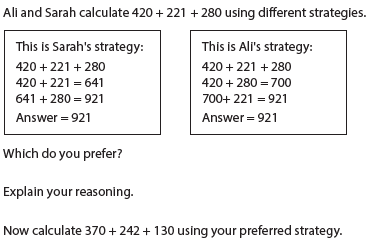 Ali and Sarah calculate 420 + 221 + 280 using different strategies.
This is Sarah's strategy:
420 + 221 + 280
420 + 221 = 641
641 + 280 = 921
Answer = 921
This is Ali's strategy:
420 + 221 + 280
420 + 280 = 700
700+ 221 = 921
Answer = 921
Which do you prefer?
Explain your reasoning.
Now calculate 370 + 242 + 130 using your preferred strategy.